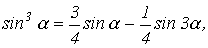 sin³ α = 3/4 sin α − 1/4 sin 3α,